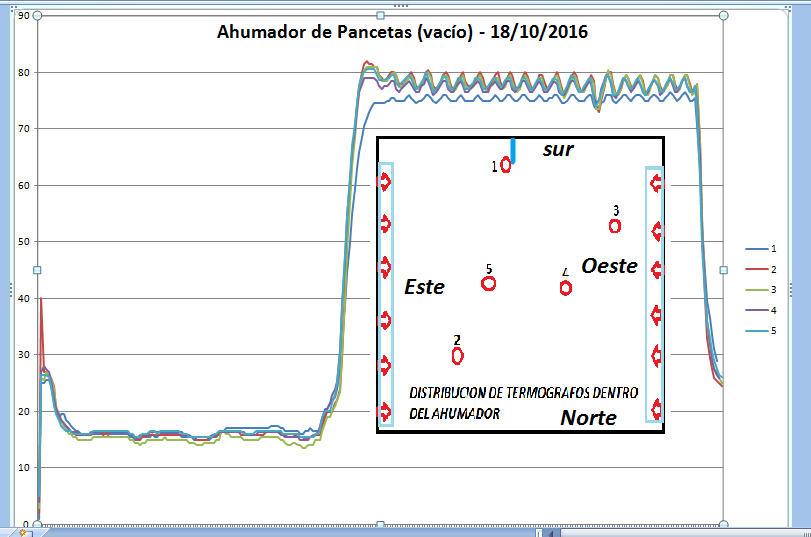 Ahumador de Pancetas (vacío) - 18/10/2016
90
80
70
60
50
40
30
20
10
0
sur
1
3
Este
5
4
Oeste
2
DISTRIBUCION DE TERMOGRAFOS DENTRO
DEL AHUMADOR
Norte
1
2
3
4
5